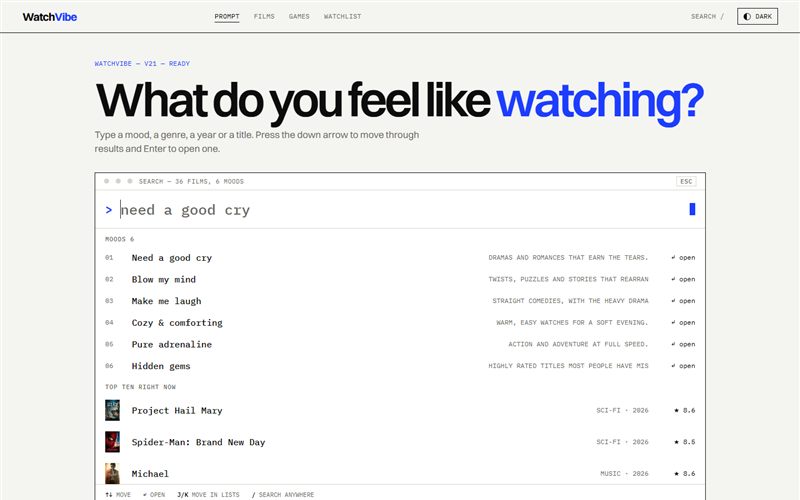 WatchVibe PROMPT FILMS GAMES WATCHLIST SEARCH / DARK
WATCHVIBE — V21 — READY
What do you feel like watching?
Type a mood, a genre, a year or a title. Press the down arrow to move through
results and Enter to open one.
SEARCH — 36 FILMS, 6 MOODS ESC
> need a good cry
MOODS 6
01 Need a good cry DRAMAS AND ROMANCES THAT EARN THE TEARS. ↲ open
02 Blow my mind TWISTS, PUZZLES AND STORIES THAT REARRAN ↲ open
03 Make me laugh STRAIGHT COMEDIES, WITH THE HEAVY DRAMA ↲ open
04 Cozy & comforting WARM, EASY WATCHES FOR A SOFT EVENING. ↲ open
05 Pure adrenaline ACTION AND ADVENTURE AT FULL SPEED. ↲ open
06 Hidden gems HIGHLY RATED TITLES MOST PEOPLE HAVE MIS ↲ open
TOP TEN RIGHT NOW
Project Hail Mary SCI-FI · 2026 ★ 8.6
Spider-Man: Brand New Day SCI-FI · 2026 ★ 8.5
Michael MUSIC · 2026 ★ 8.6
↑↓ MOVE ↲ OPEN J/K MOVE IN LISTS / SEARCH ANYWHERE